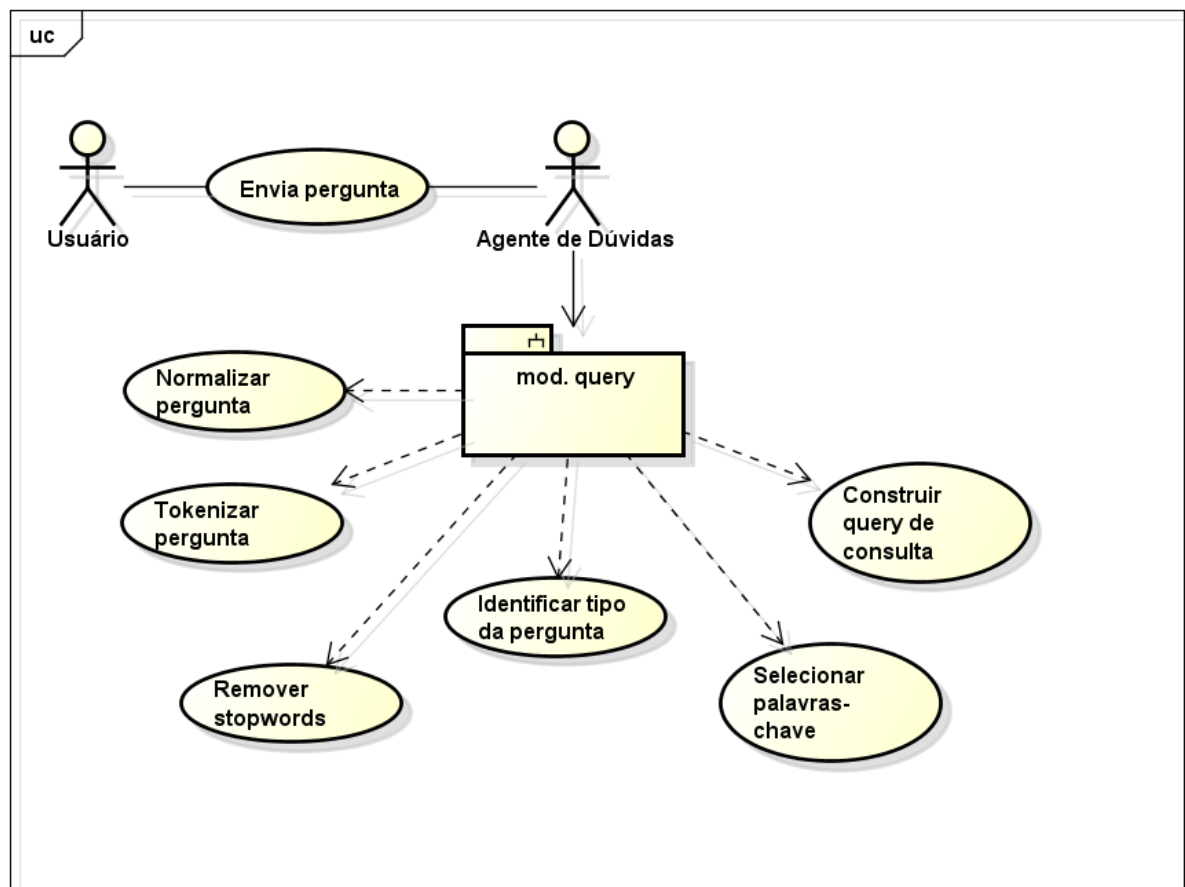 uc
Envia pergunta
Usuário
Agente de Dúvidas
mod. query
Normalizar
pergunta
Tokenizar
pergunta
Construir
query de
consulta
Identificar tipo
da pergunta
Remover
stopwords
Selecionar
palavras-
chave